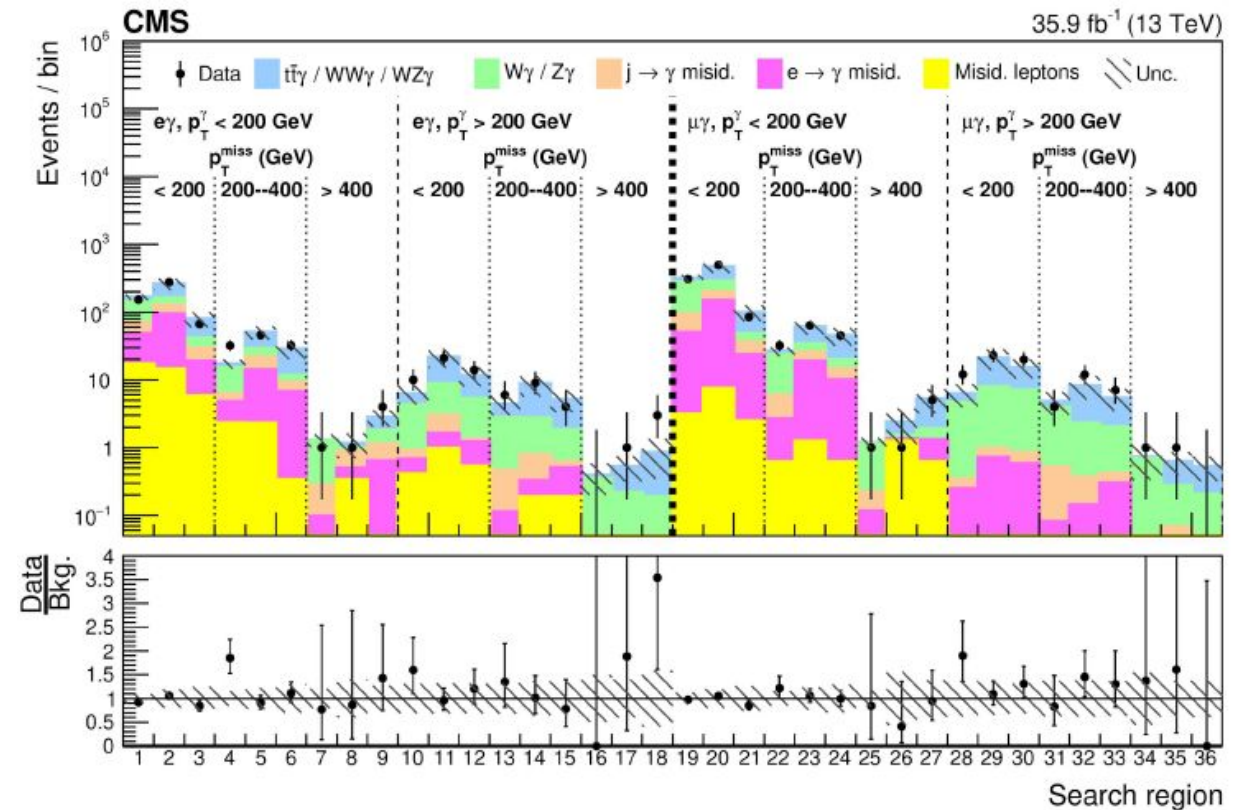 CMS 35.9 fb⁻¹ (13 TeV)
Events / bin
10⁶
10⁵
10⁴
10³
10²
10
1
10⁻¹
Data tt̄γ / WWγ / WZγ Wγ / Zγ j → γ misid. e → γ misid. Misid. leptons Unc.
eγ, p_T^γ < 200 GeV eγ, p_T^γ > 200 GeV μγ, p_T^γ < 200 GeV μγ, p_T^γ > 200 GeV
p_T^miss (GeV) p_T^miss (GeV) p_T^miss (GeV) p_T^miss (GeV)
< 200 200--400 > 400 < 200 200--400 > 400 < 200 200--400 > 400 < 200 200--400 > 400
Data
Bkg.
4
3.5
3
2.5
2
1.5
1
0.5
0
1 2 3 4 5 6 7 8 9 10 11 12 13 14 15 16 17 18 19 20 21 22 23 24 25 26 27 28 29 30 31 32 33 34 35 36
Search region